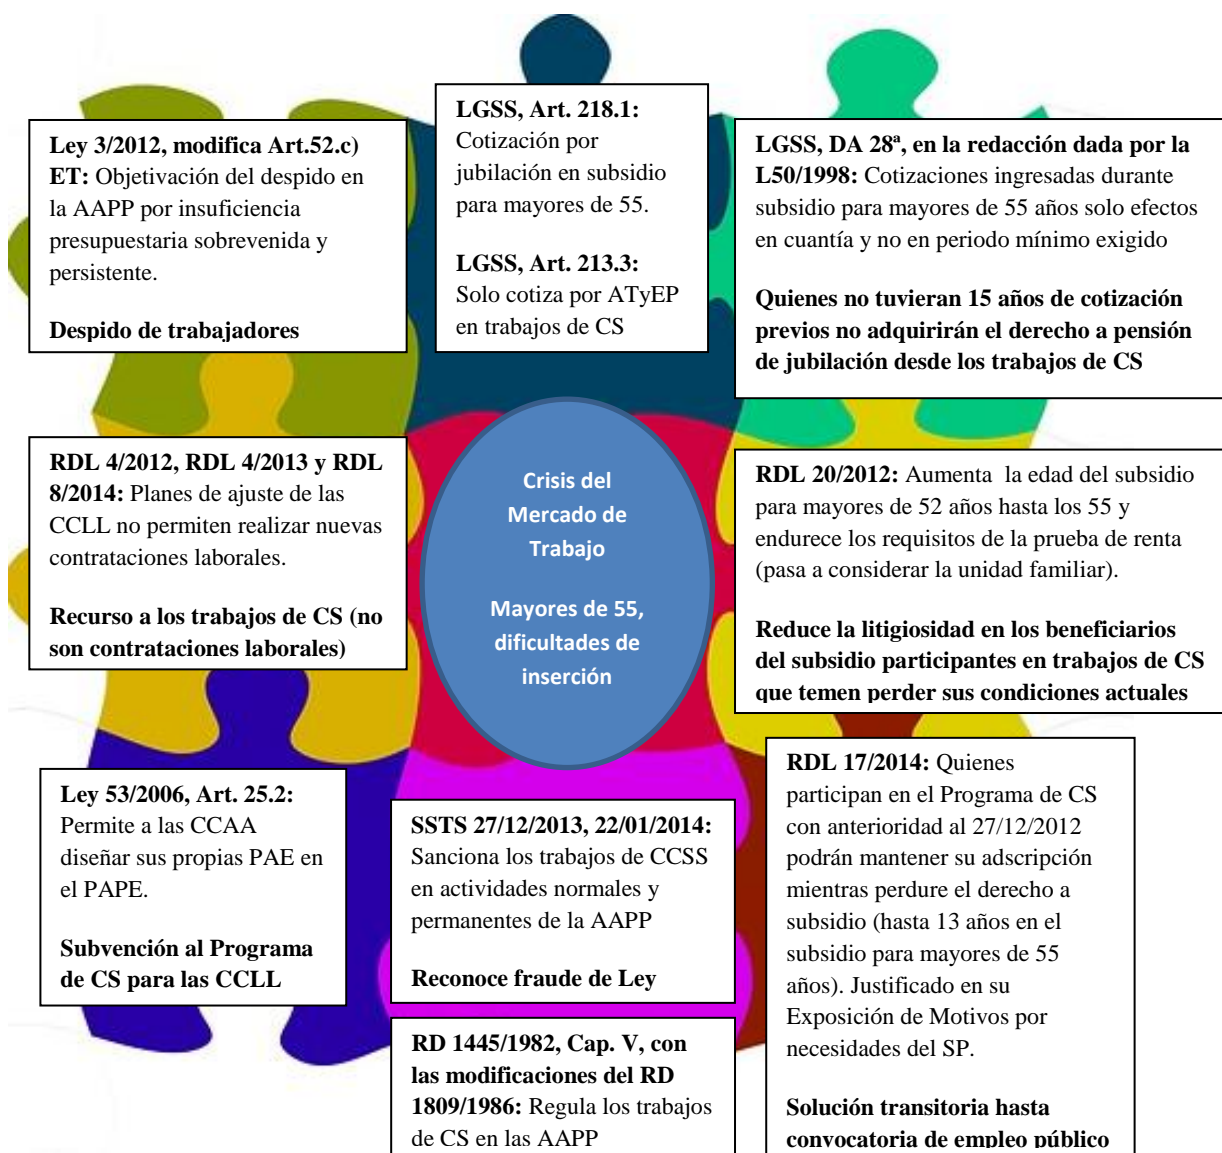 Ley 3/2012, modifica Art.52.c)
ET: Objetivación del despido en
la AAPP por insuficiencia
presupuestaria sobrevenida y
persistente.
Despido de trabajadores
LGSS, Art. 218.1:
Cotización por
jubilación en subsidio
para mayores de 55.
LGSS, Art. 213.3:
Solo cotiza por ATyEP
en trabajos de CS
LGSS, DA 28ª, en la redacción dada por la
L50/1998: Cotizaciones ingresadas durante
subsidio para mayores de 55 años solo efectos
en cuantía y no en periodo mínimo exigido
Quienes no tuvieran 15 años de cotización
previos no adquirirán el derecho a pensión
de jubilación desde los trabajos de CS
RDL 4/2012, RDL 4/2013 y RDL
8/2014: Planes de ajuste de las
CCLL no permiten realizar nuevas
contrataciones laborales.
Recurso a los trabajos de CS (no
son contrataciones laborales)
Crisis del
Mercado de
Trabajo
Mayores de 55,
dificultades de
inserción
RDL 20/2012: Aumenta la edad del subsidio
para mayores de 52 años hasta los 55 y
endurece los requisitos de la prueba de renta
(pasa a considerar la unidad familiar).
Reduce la litigiosidad en los beneficiarios
del subsidio participantes en trabajos de CS
que temen perder sus condiciones actuales
Ley 53/2006, Art. 25.2:
Permite a las CCAA
diseñar sus propias PAE en
el PAPE.
Subvención al Programa
de CS para las CCLL
SSTS 27/12/2013, 22/01/2014:
Sanciona los trabajos de CCSS
en actividades normales y
permanentes de la AAPP
Reconoce fraude de Ley
RD 1445/1982, Cap. V, con
las modificaciones del RD
1809/1986: Regula los trabajos
de CS en las AAPP
RDL 17/2014: Quienes
participan en el Programa de CS
con anterioridad al 27/12/2012
podrán mantener su adscripción
mientras perdure el derecho a
subsidio (hasta 13 años en el
subsidio para mayores de 55
años). Justificado en su
Exposición de Motivos por
necesidades del SP.
Solución transitoria hasta
convocatoria de empleo público